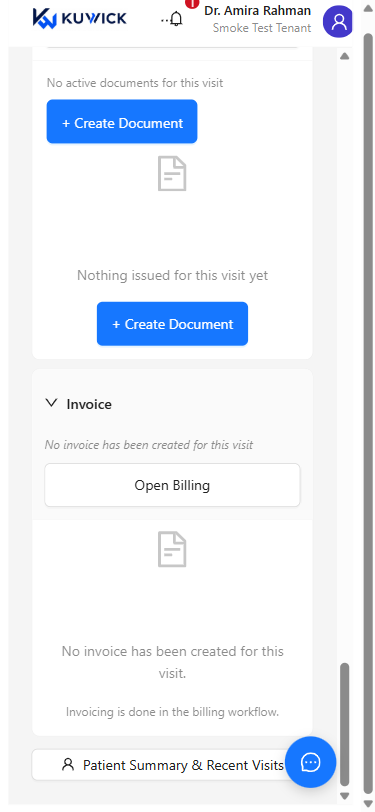 KUWICK
1
Dr. Amira Rahman
Smoke Test Tenant
No active documents for this visit
+ Create Document
Nothing issued for this visit yet
+ Create Document
Invoice
No invoice has been created for this visit
Open Billing
No invoice has been created for this
visit.
Invoicing is done in the billing workflow.
Patient Summary & Recent Visits